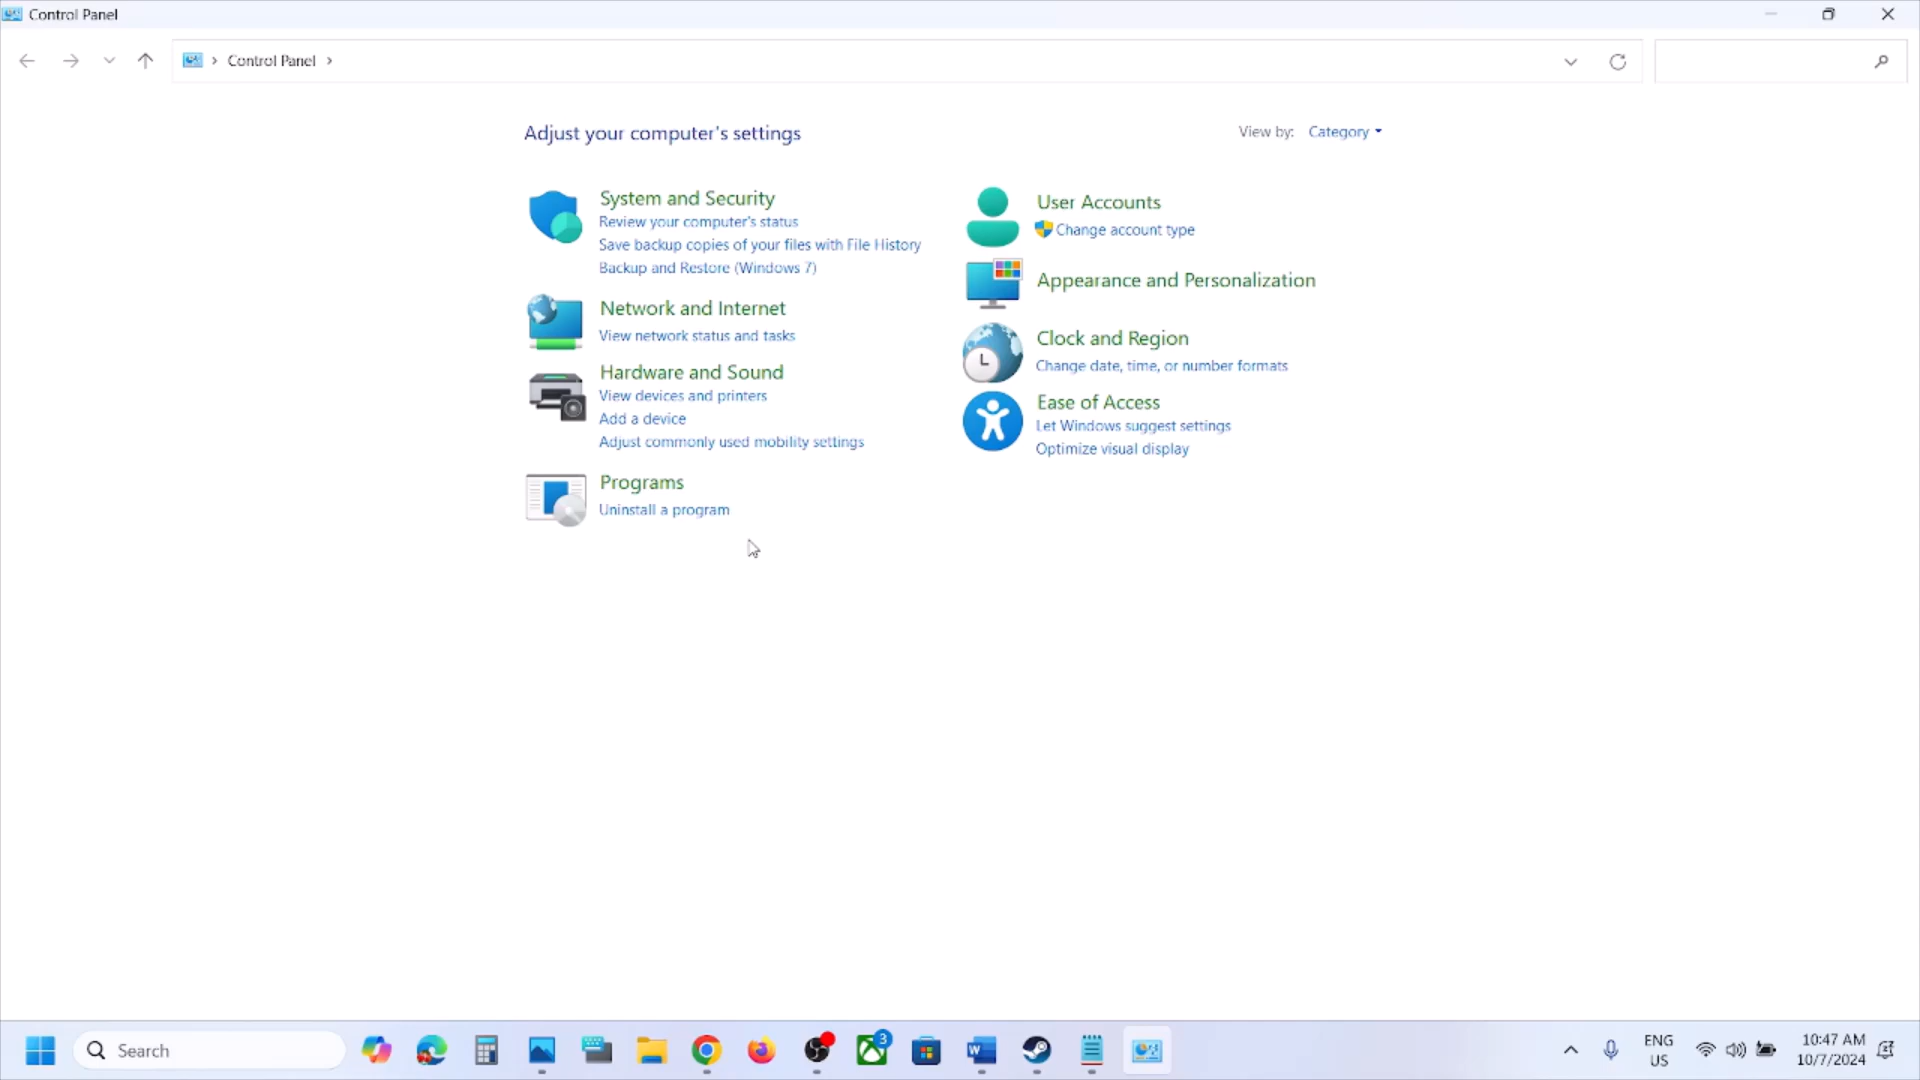 Control Panel
Control Panel
Adjust your computer's settings
View by: Category
System and Security
Review your computer's status
Save backup copies of your files with File History
Backup and Restore (Windows 7)
Network and Internet
View network status and tasks
Hardware and Sound
View devices and printers
Add a device
Adjust commonly used mobility settings
Programs
Uninstall a program
User Accounts
Change account type
Appearance and Personalization
Clock and Region
Change date, time, or number formats
Ease of Access
Let Windows suggest settings
Optimize visual display
Search
3
W
ENG
US
10:47 AM
10/7/2024